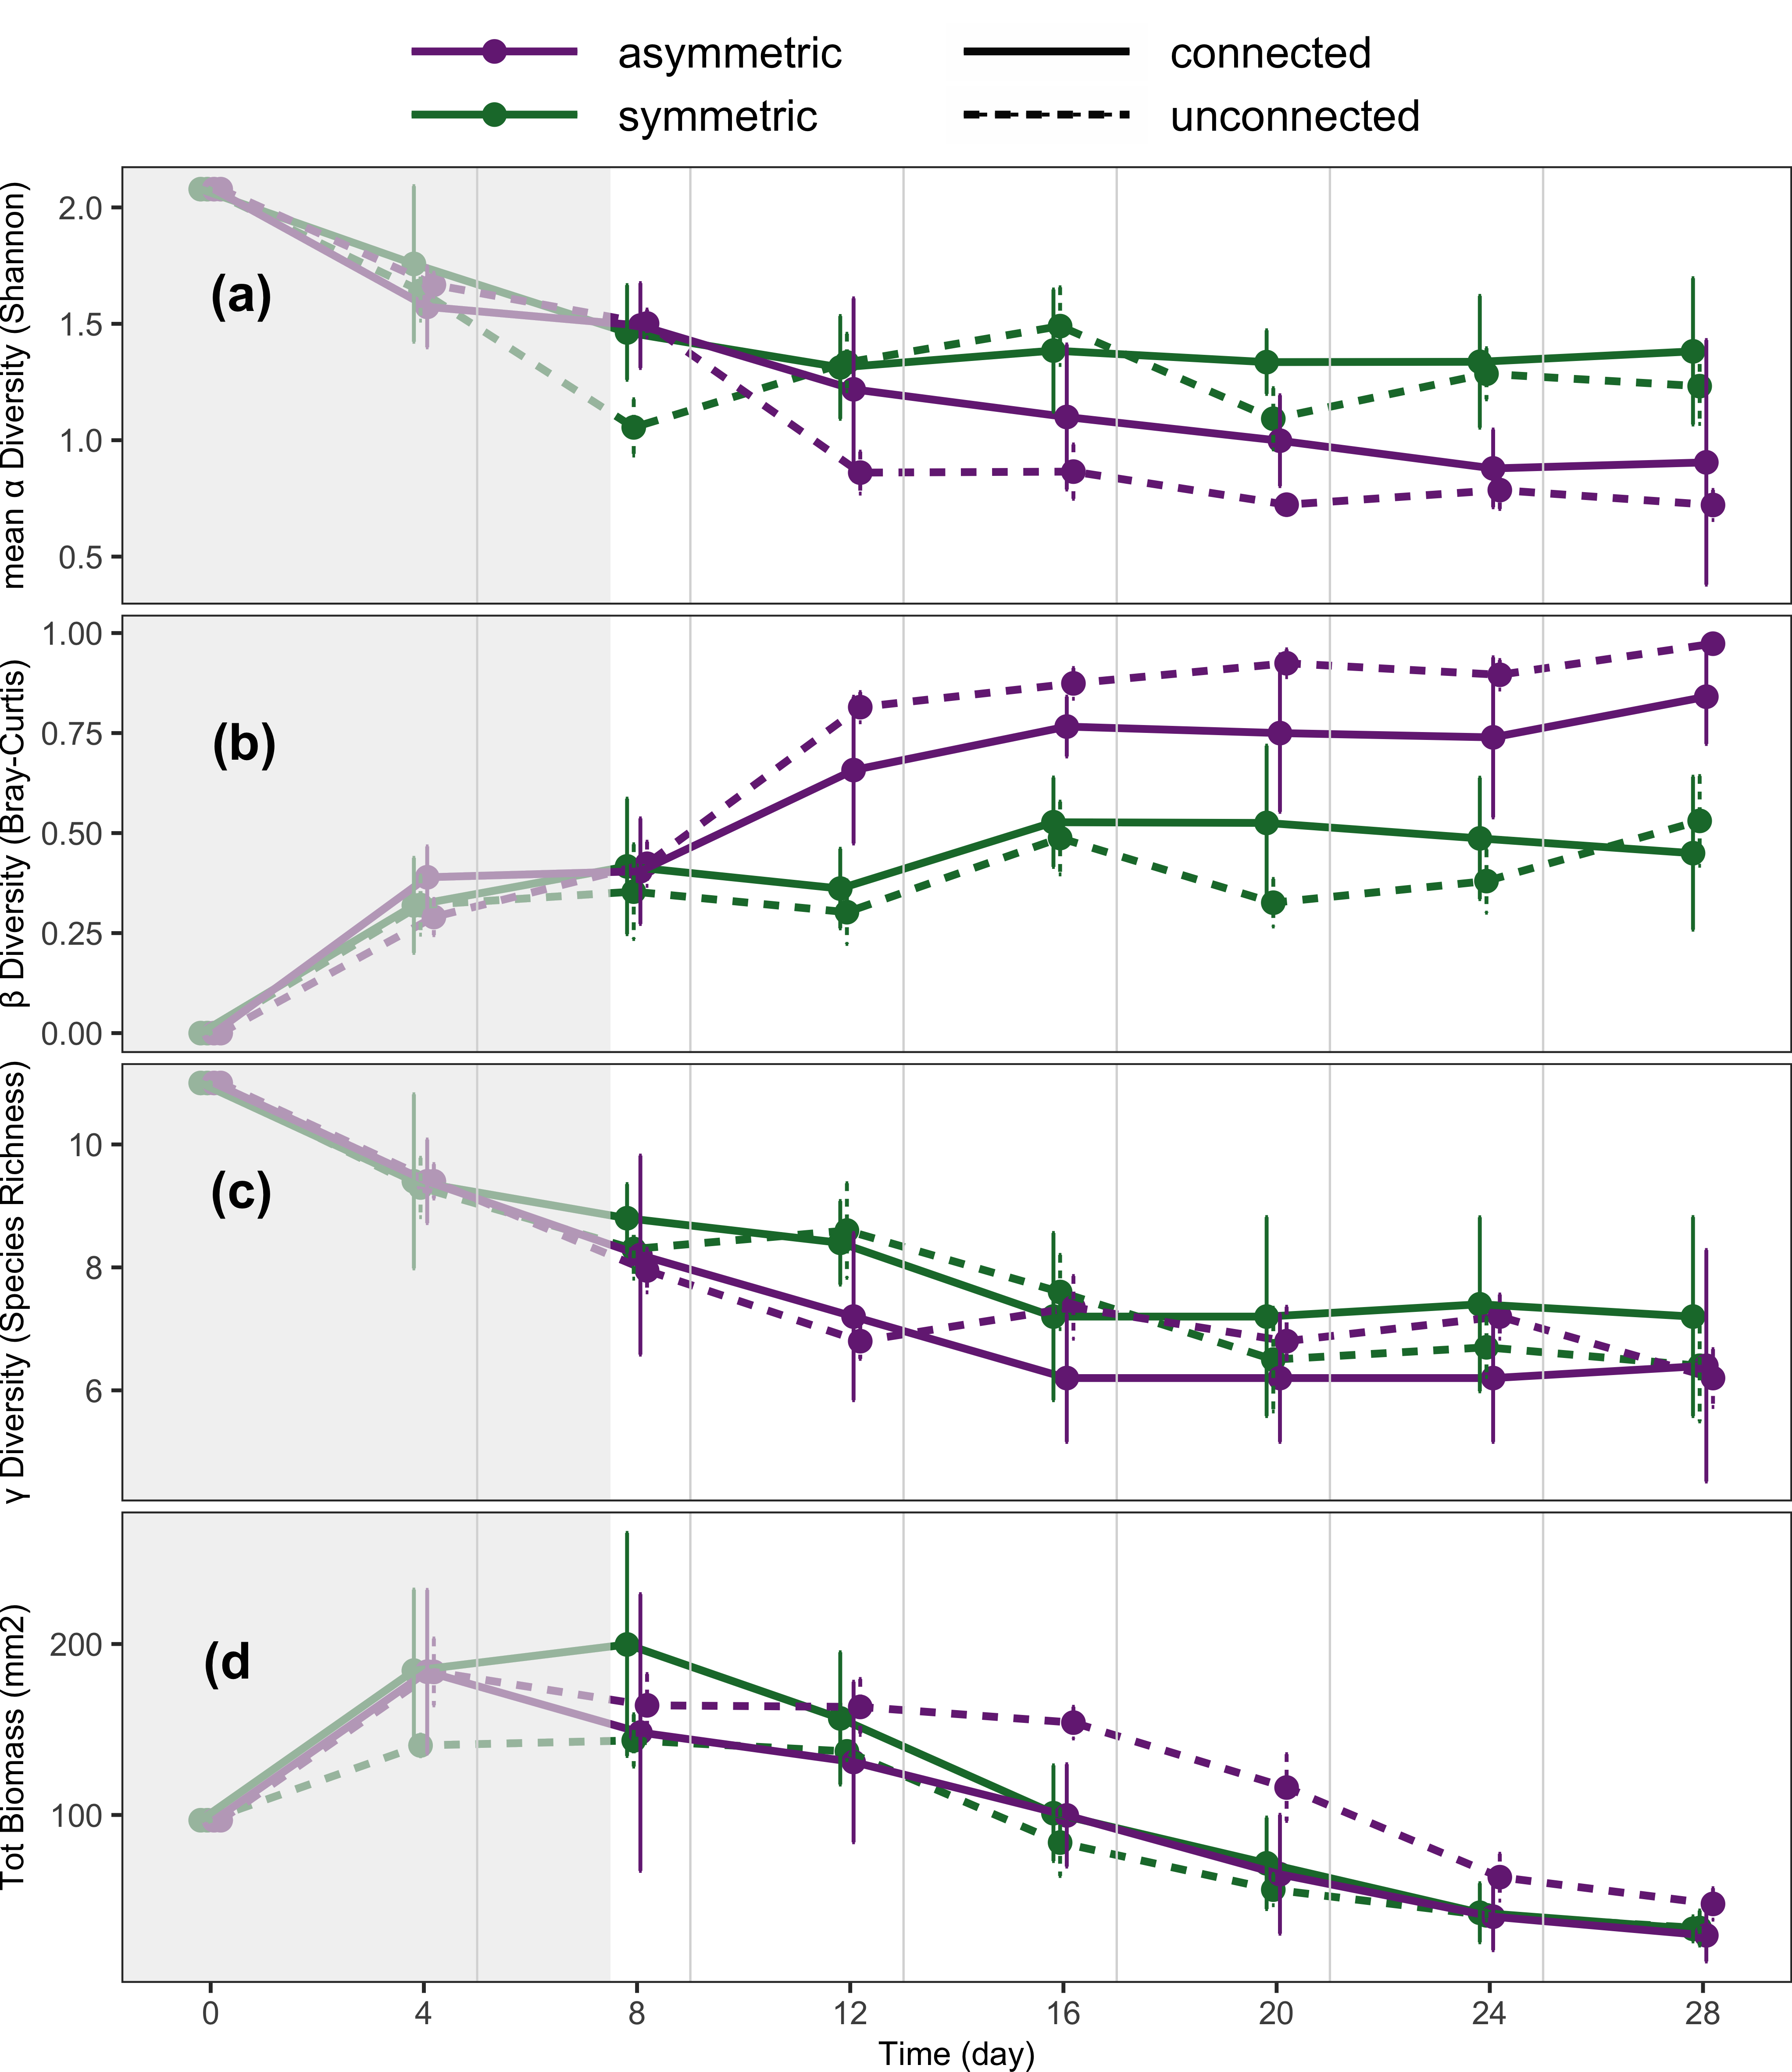 asymmetric connected
symmetric unconnected
mean α Diversity (Shannon)
2.0
1.5
1.0
0.5
(a)
β Diversity (Bray-Curtis)
1.00
0.75
0.50
0.25
0.00
(b)
γ Diversity (Species Richness)
10
8
6
(c)
Tot Biomass (mm2)
200
100
(d
0 4 8 12 16 20 24 28
Time (day)